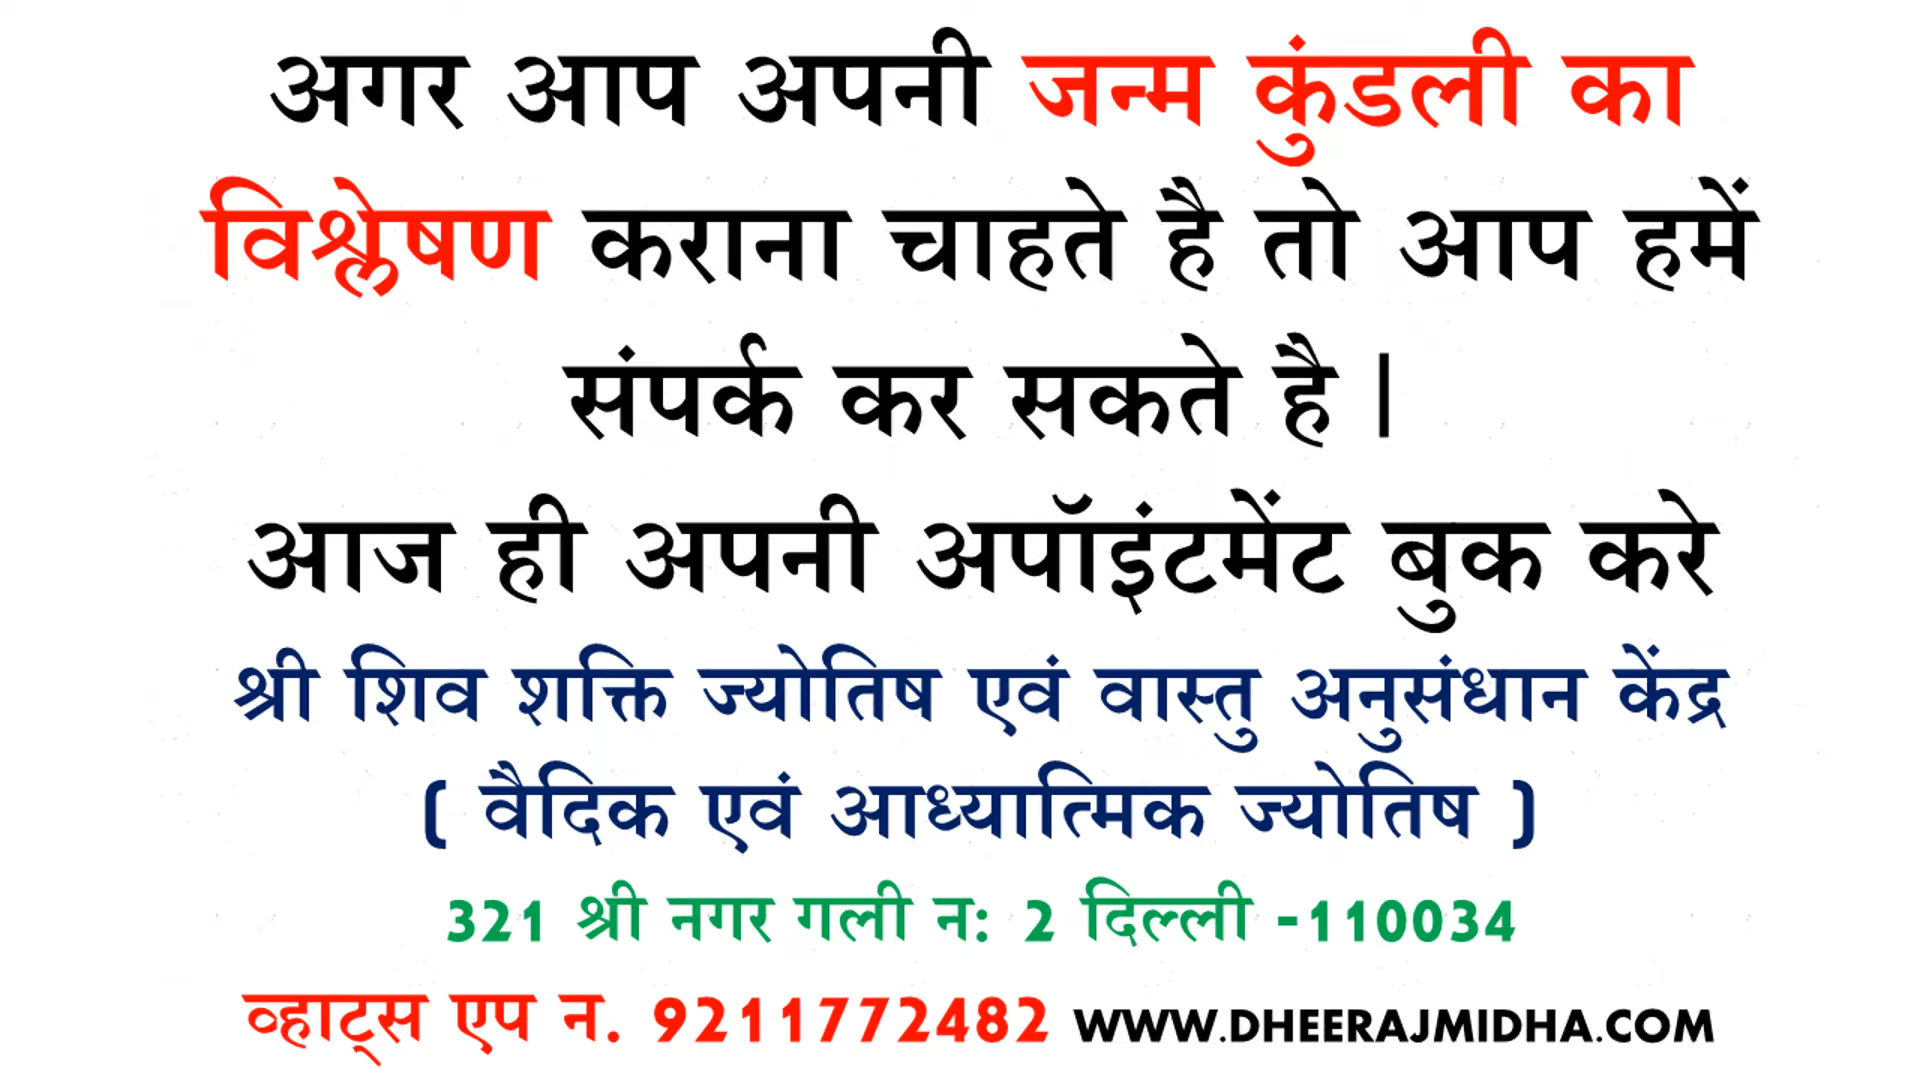 अगर आप अपनी जन्म कुंडली का
विश्लेषण कराना चाहते है तो आप हमें
संपर्क कर सकते है |
आज ही अपनी अपॉइंटमेंट बुक करे
श्री शिव शक्ति ज्योतिष एवं वास्तु अनुसंधान केंद्र
( वैदिक एवं आध्यात्मिक ज्योतिष )
321 श्री नगर गली न: 2 दिल्ली -110034
व्हाट्स एप न. 9211772482 WWW.DHEERAJMIDHA.COM